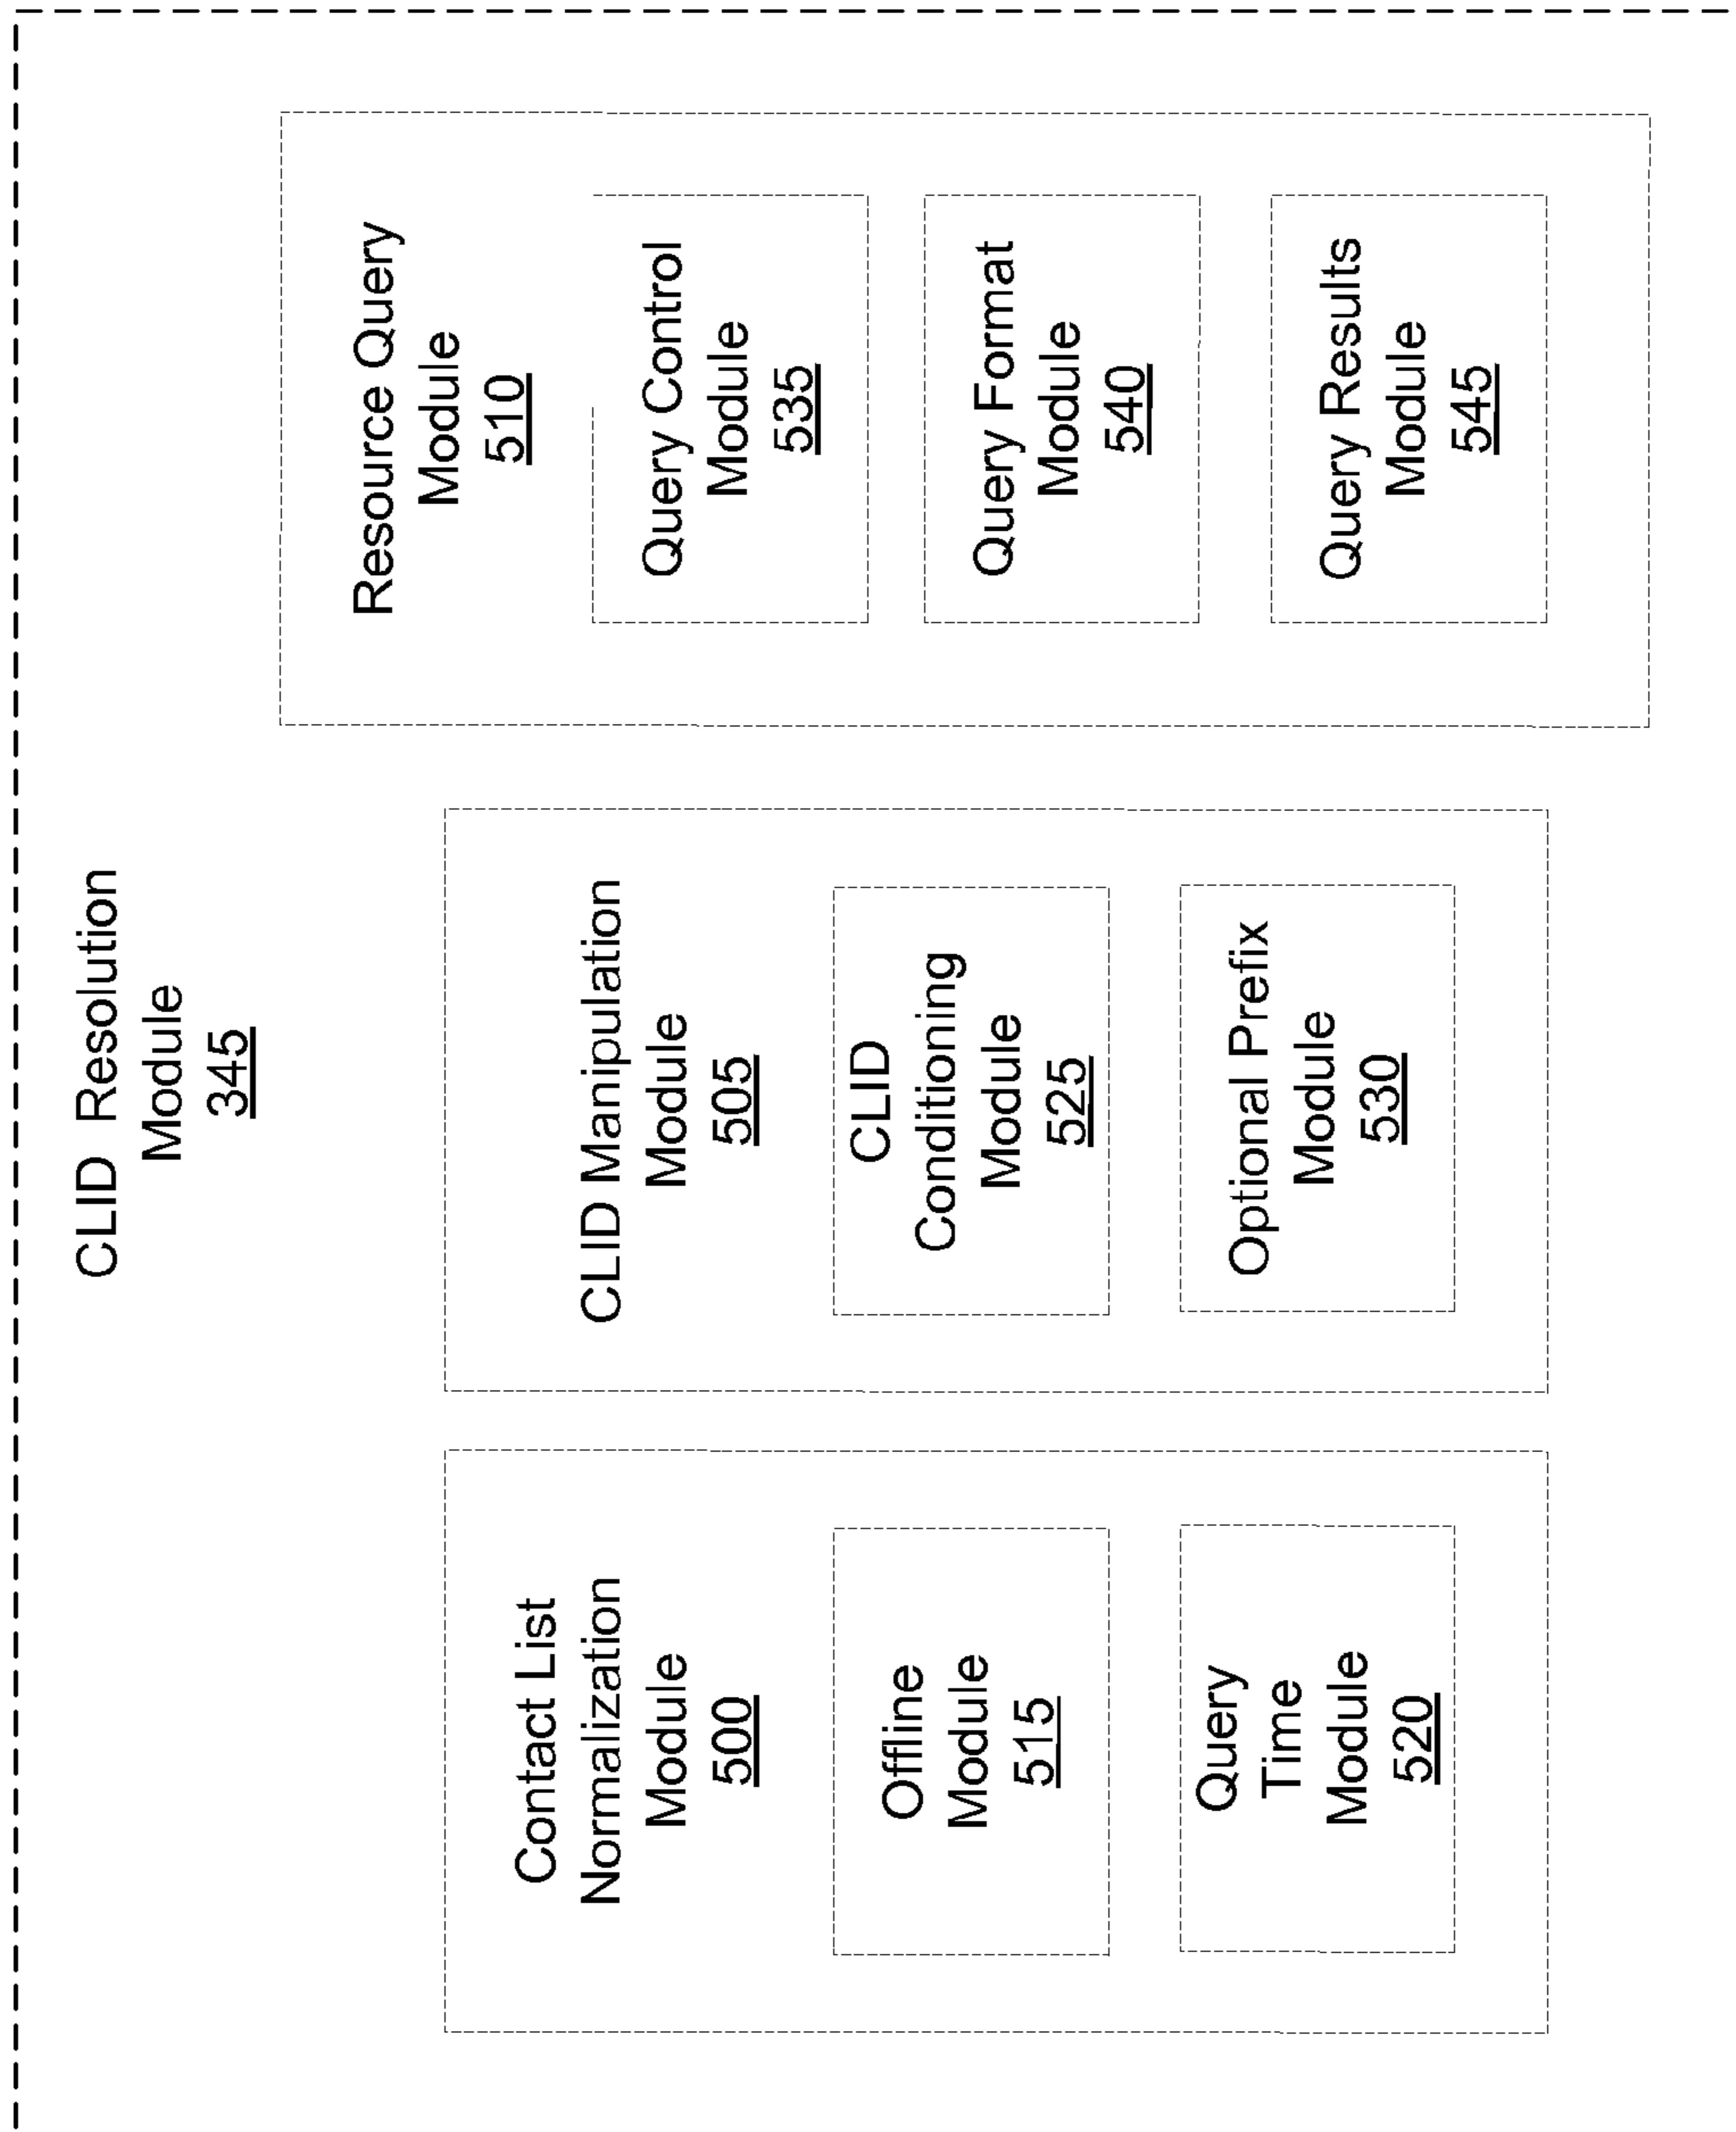 CLID Resolution
Module
345
Contact List
Normalization
Module
500
Offline
Module
515
Query
Time
Module
520
CLID Manipulation
Module
505
CLID
Conditioning
Module
525
Optional Prefix
Module
530
Resource Query
Module
510
Query Control
Module
535
Query Format
Module
540
Query Results
Module
545